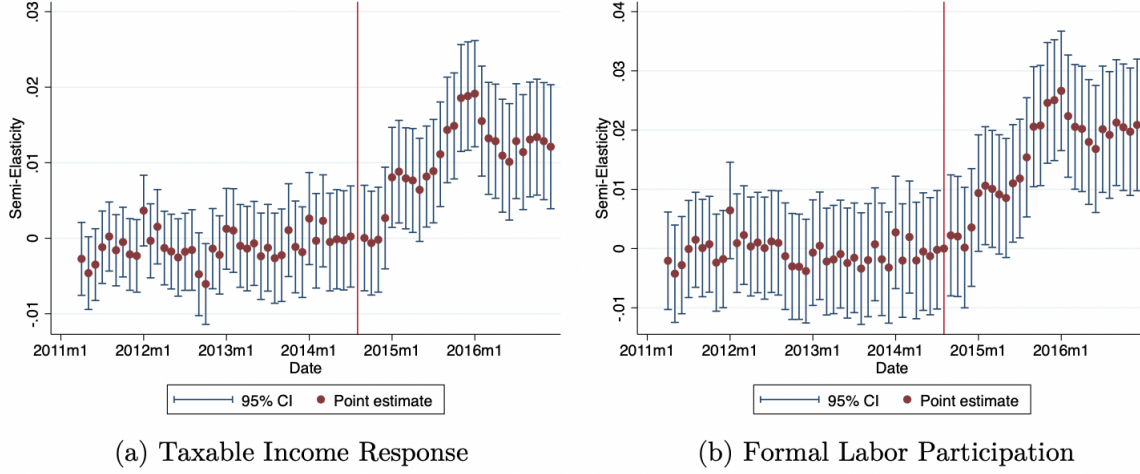 .03
.02
.01
0
-.01
Semi-Elasticity
2011m1 2012m1 2013m1 2014m1 2015m1 2016m1
Date
95% CI Point estimate
(a) Taxable Income Response
.04
.03
.02
.01
0
-.01
Semi-Elasticity
2011m1 2012m1 2013m1 2014m1 2015m1 2016m1
Date
95% CI Point estimate
(b) Formal Labor Participation